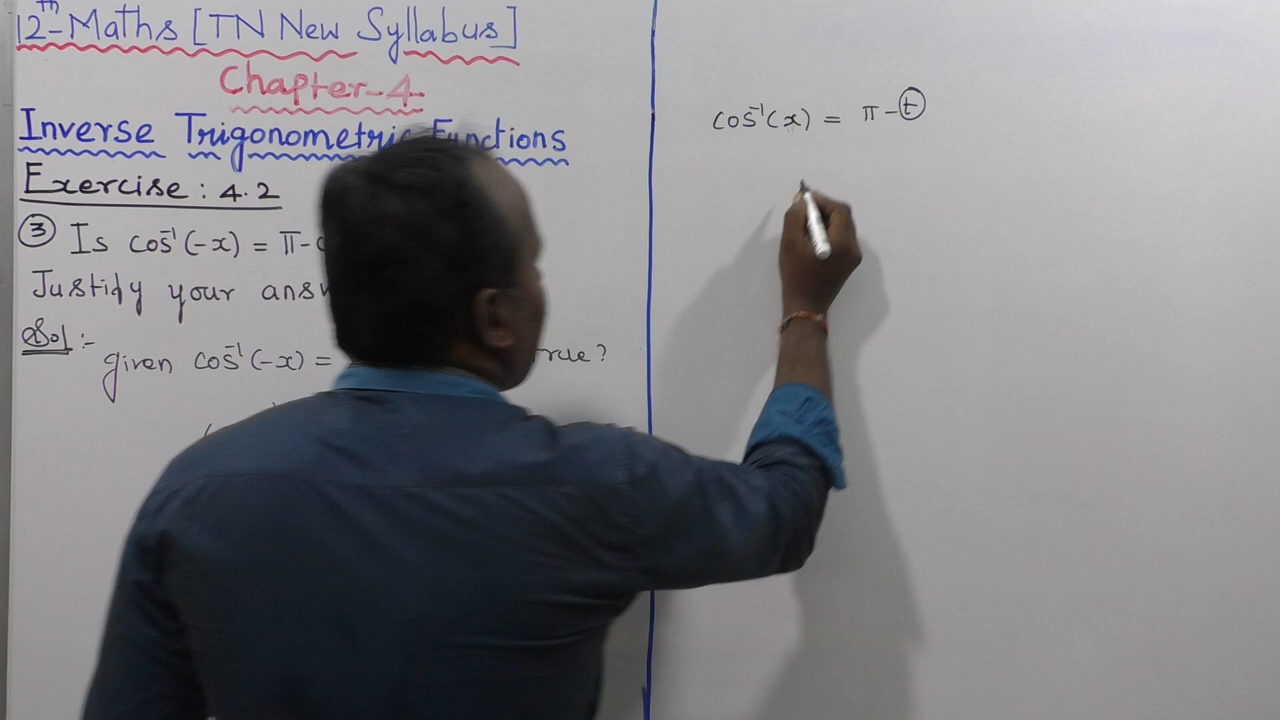 12th-Maths [TN New Syllabus]
Chapter-4
Inverse Trigonometric Functions
Exercise: 4.2
③ Is cos⁻¹(-x) = π-
Justify your
Sol:-
given cos⁻¹(-x) = rue?
cos⁻¹(x) = π-t